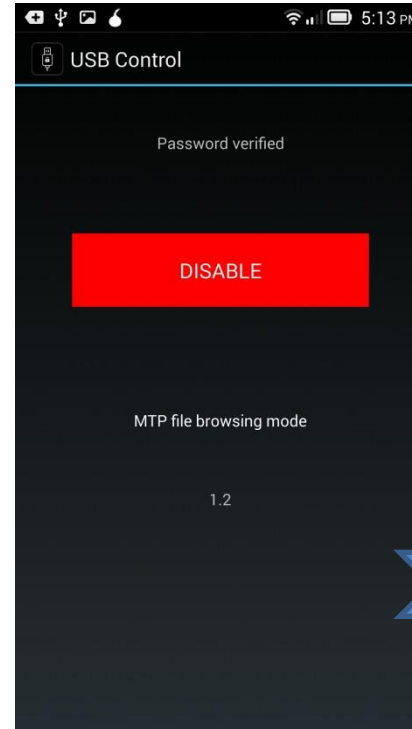 5:13 PM
USB Control
Password verified
DISABLE
MTP file browsing mode
1.2